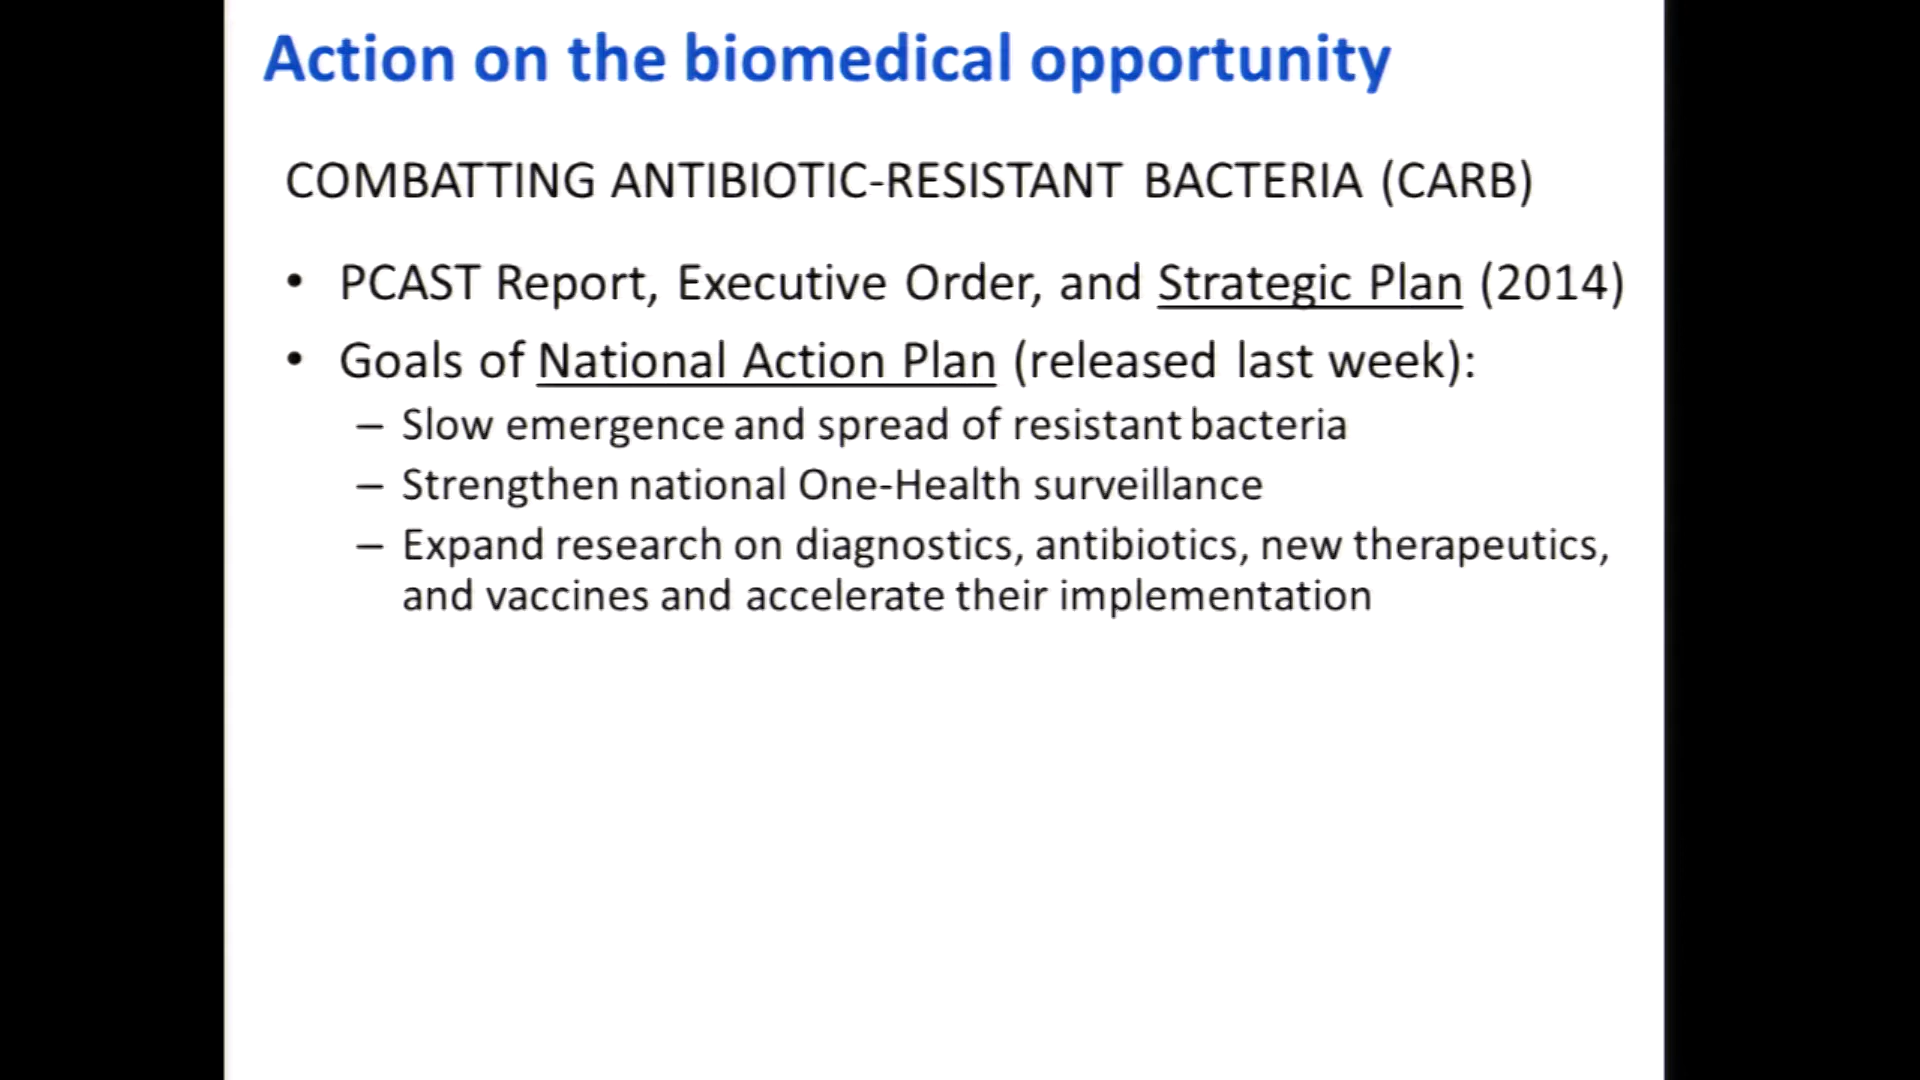 Action on the biomedical opportunity
COMBATTING ANTIBIOTIC-RESISTANT BACTERIA (CARB)
• PCAST Report, Executive Order, and Strategic Plan (2014)
• Goals of National Action Plan (released last week):
– Slow emergence and spread of resistant bacteria
– Strengthen national One-Health surveillance
– Expand research on diagnostics, antibiotics, new therapeutics,
and vaccines and accelerate their implementation